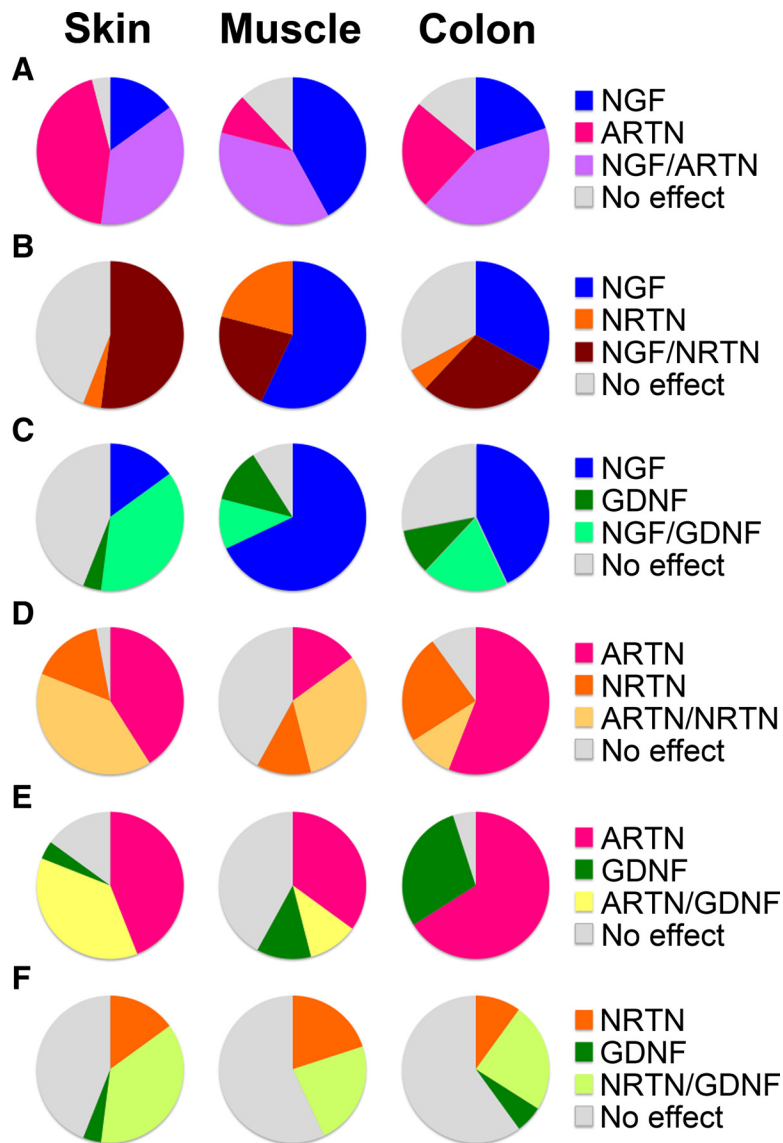 Skin Muscle Colon
A
NGF
ARTN
NGF/ARTN
No effect
B
NGF
NRTN
NGF/NRTN
No effect
C
NGF
GDNF
NGF/GDNF
No effect
D
ARTN
NRTN
ARTN/NRTN
No effect
E
ARTN
GDNF
ARTN/GDNF
No effect
F
NRTN
GDNF
NRTN/GDNF
No effect